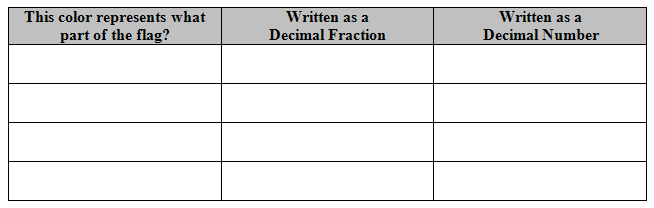 This color represents what
part of the flag?
Written as a
Decimal Fraction
Written as a
Decimal Number